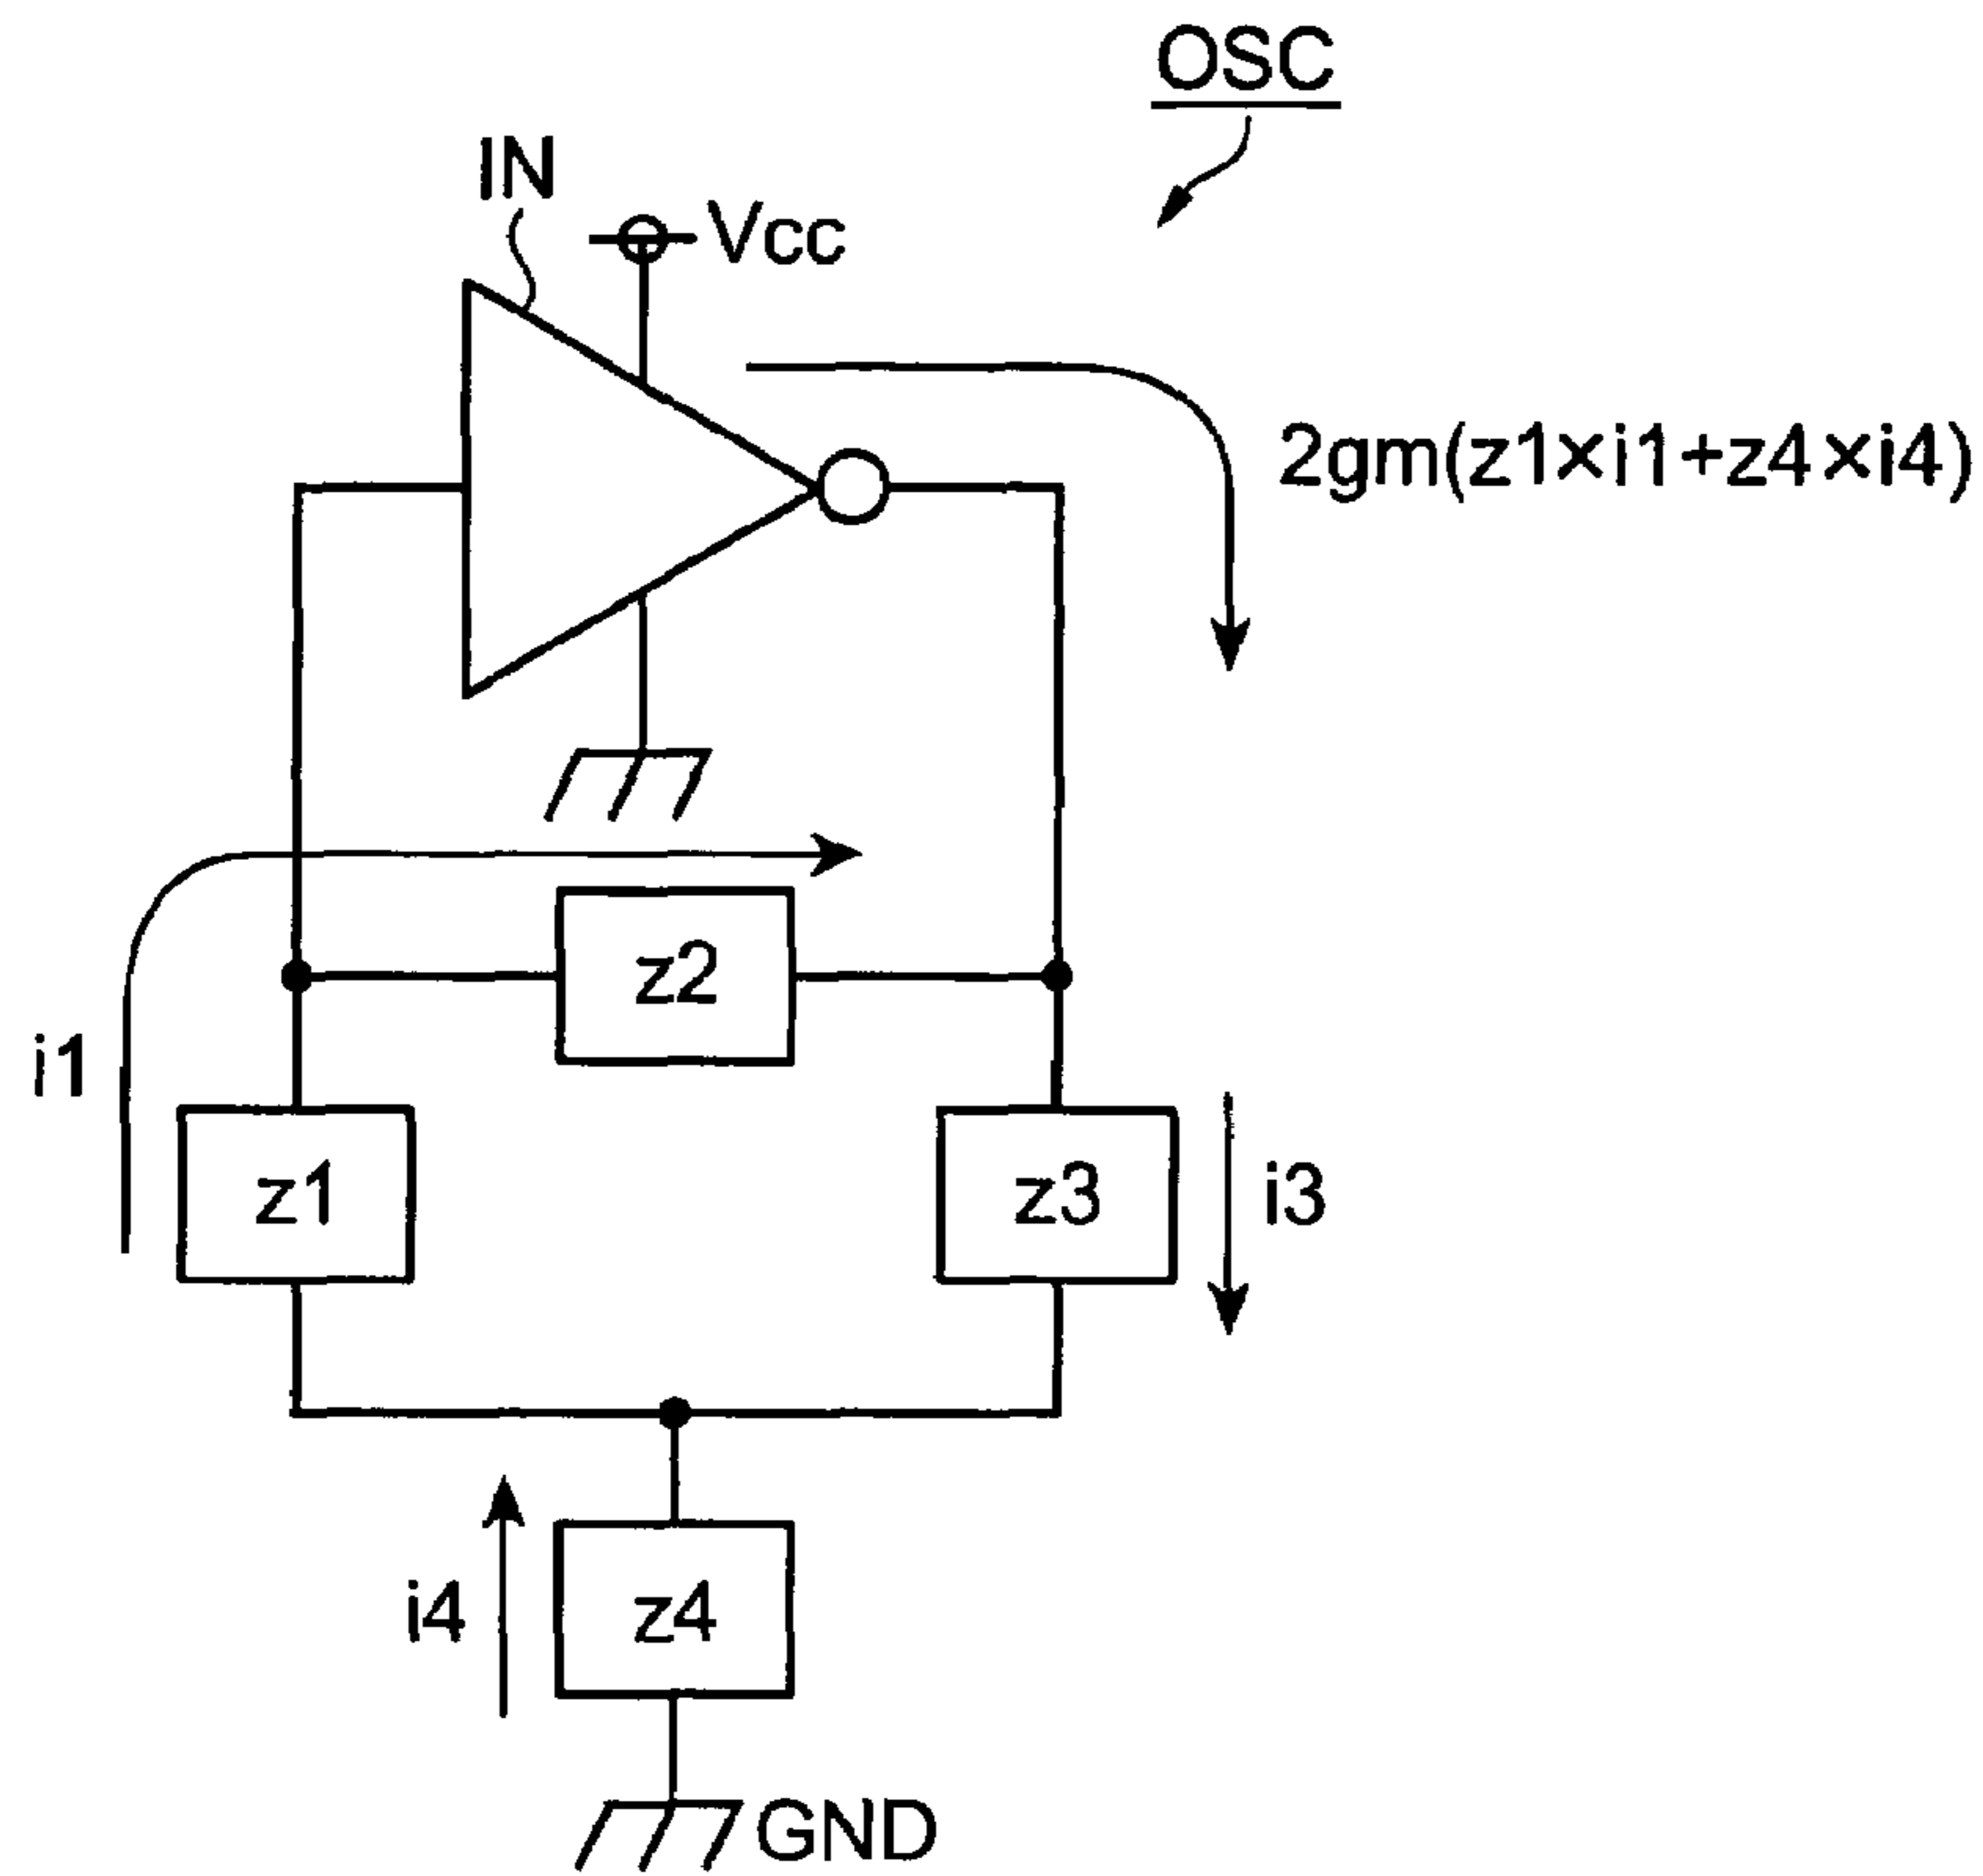 OSC
IN
Vcc
2gm(z1×i1+z4×i4)
z2
i1
z1
z3
i3
i4
z4
GND